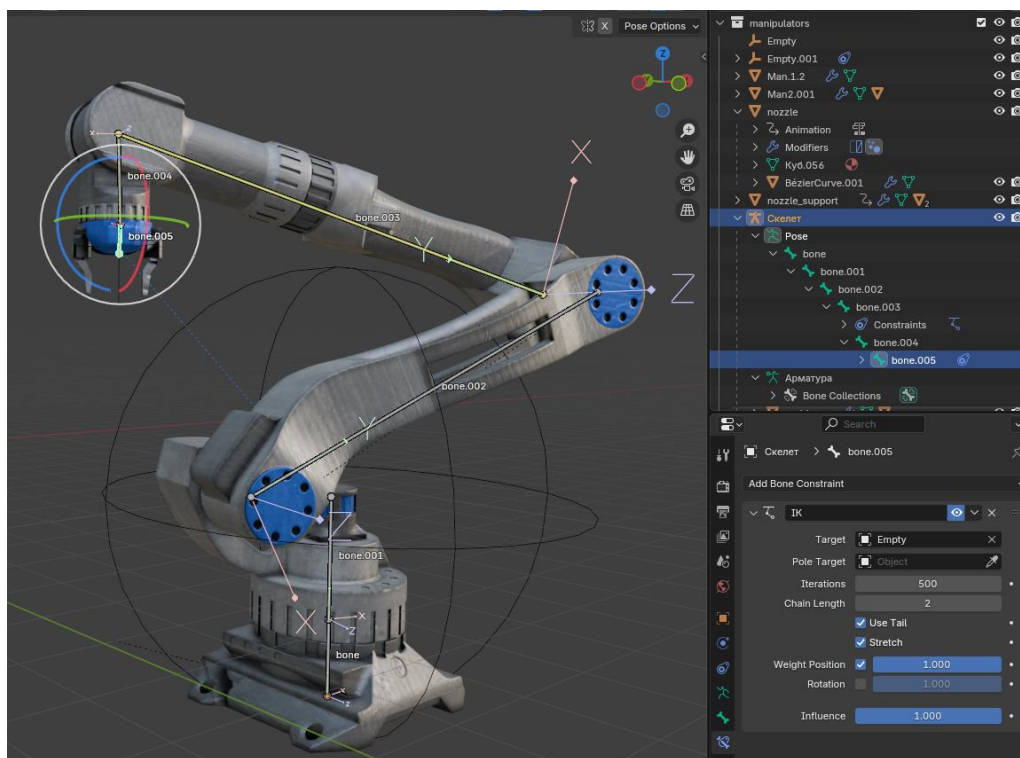 X
Pose Options
manipulators
Empty
Empty.001
Man.1.2
Man2.001
nozzle
Animation
Modifiers
Куб.056
BézierCurve.001
nozzle_support
2
Скелет
Pose
bone
bone.001
bone.002
bone.003
Constraints
bone.004
bone.005
Арматура
Bone Collections
Z
x
z
bone.004
bone.005
bone.003
X
Y
Z
bone.002
Y
Z
X
bone.001
x
z
bone
x
z
Search
Скелет > bone.005
Add Bone Constraint
IK
Target Empty
Pole Target Object
Iterations 500
Chain Length 2
Use Tail
Stretch
Weight Position 1.000
Rotation 1.000
Influence 1.000